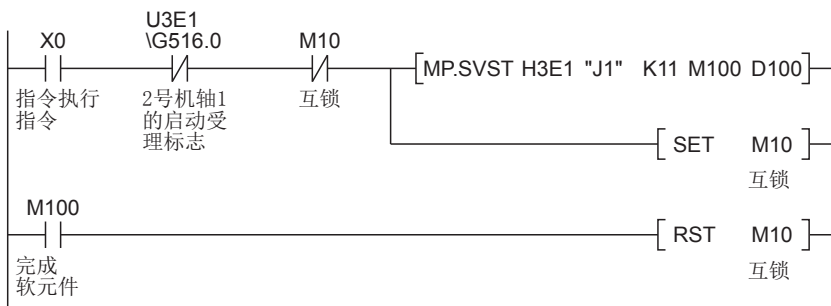 U3E1
X0 \G516.0 M10
[MP.SVST H3E1 "J1" K11 M100 D100]
指令执行
指令
2号机轴1
的启动受
理标志
互锁
[ SET M10 ]
互锁
M100
[ RST M10 ]
完成
软元件
互锁